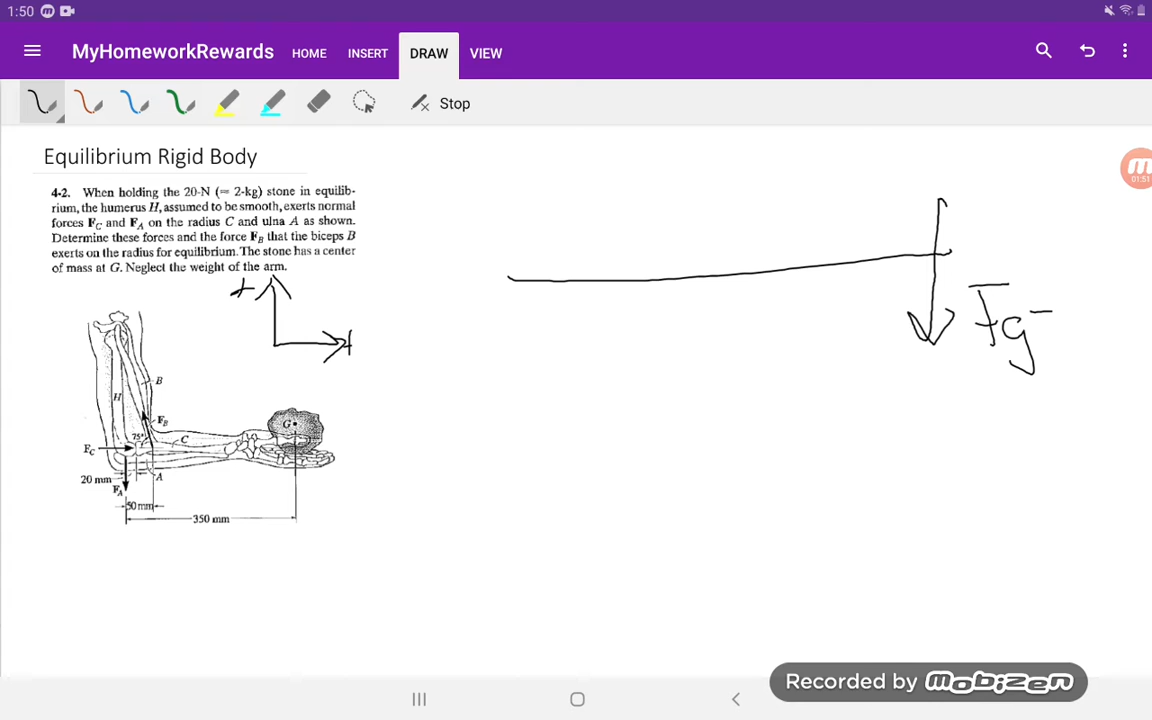 1:50
MyHomeworkRewards HOME INSERT DRAW VIEW
Stop
Equilibrium Rigid Body
4-2. When holding the 20-N (= 2-kg) stone in equilib-
rium, the humerus H, assumed to be smooth, exerts normal
forces F_C and F_A on the radius C and ulna A as shown.
Determine these forces and the force F_B that the biceps B
exerts on the radius for equilibrium. The stone has a center
of mass at G. Neglect the weight of the arm.
+
+
Fg
B
H
F_B
G
75°
C
F_C
A
20 mm
F_A
50 mm
350 mm
01:51
Recorded by mobizen